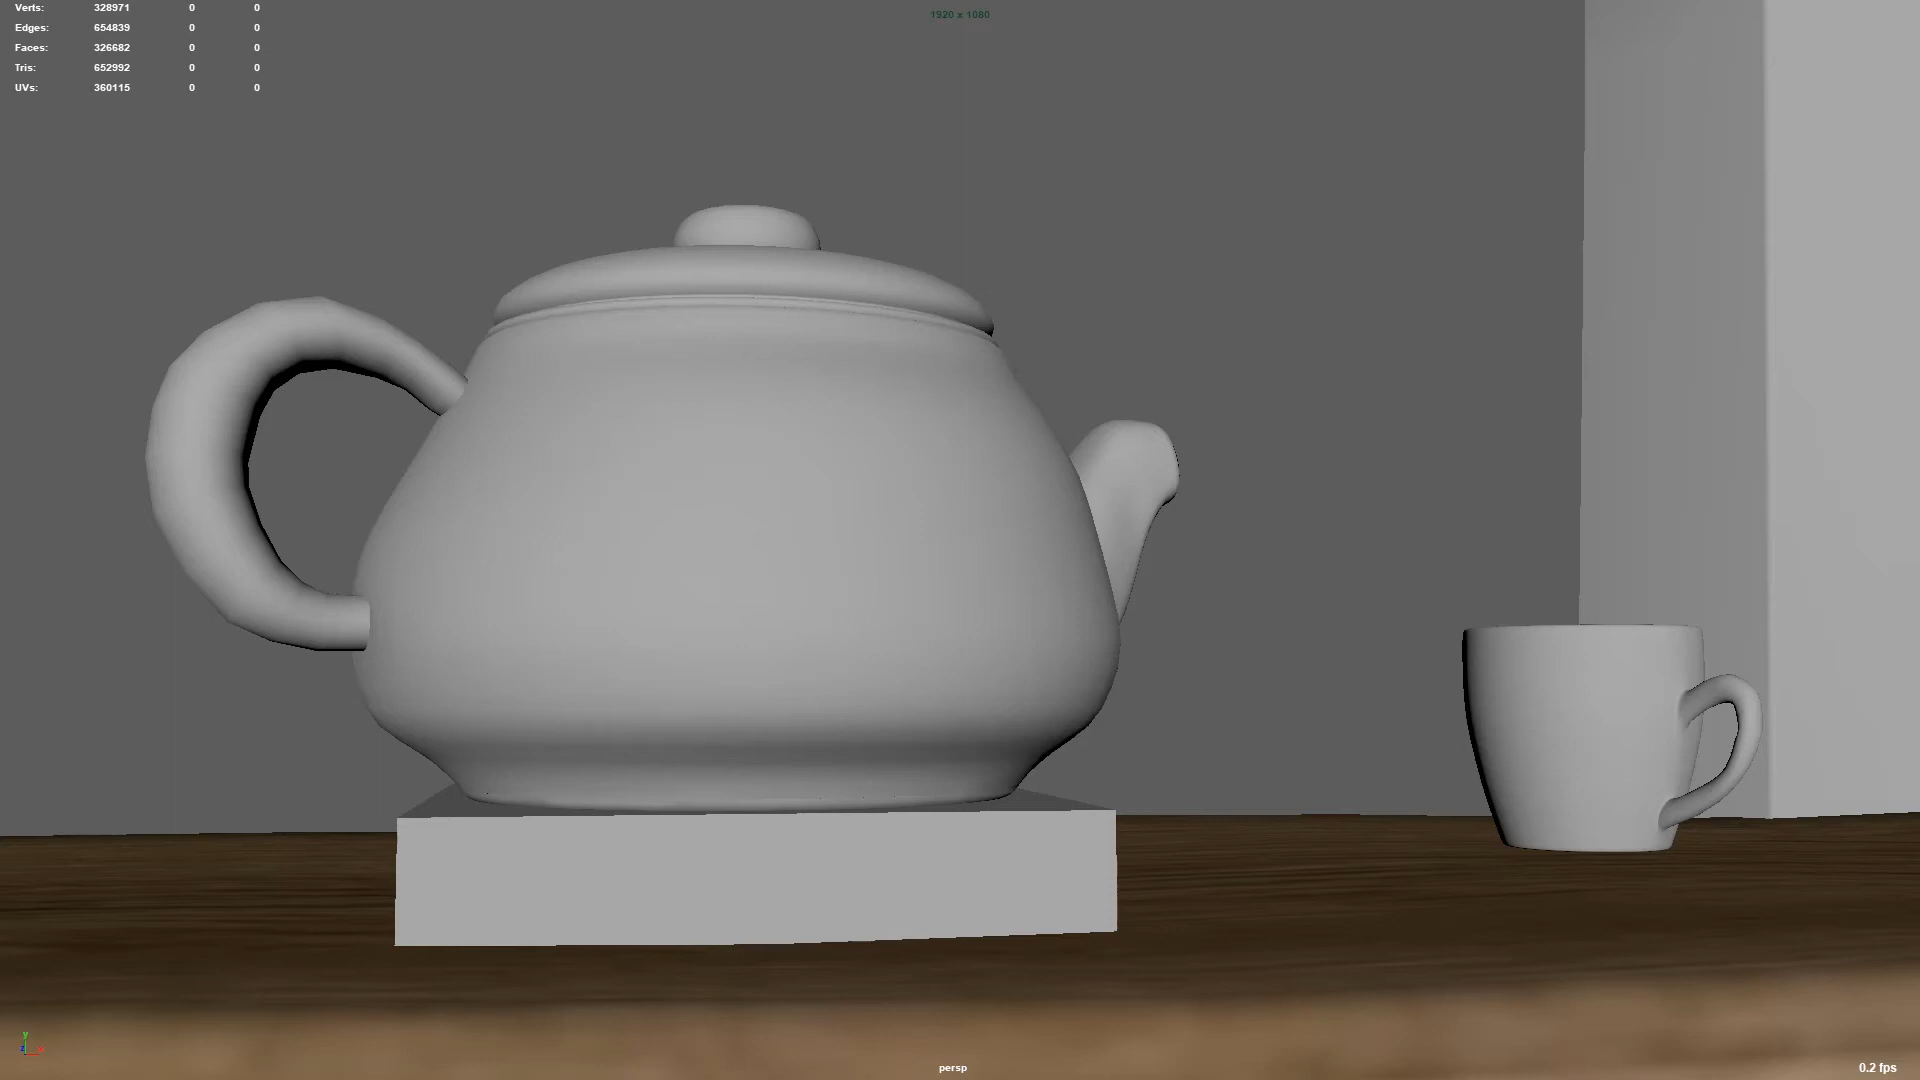 Verts: 328971 0 0
1920 x 1080
Edges: 654839 0 0
Faces: 326682 0 0
Tris: 652992 0 0
UVs: 360115 0 0
y
z
x
persp
0.2 fps